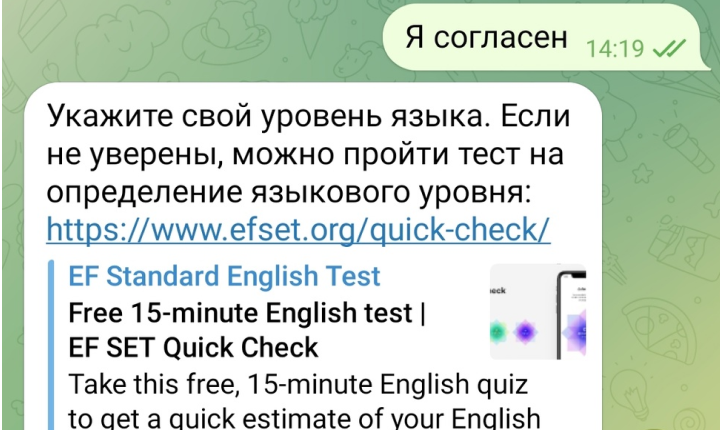 Я согласен 14:19
Укажите свой уровень языка. Если
не уверены, можно пройти тест на
определение языкового уровня:
https://www.efset.org/quick-check/
EF Standard English Test
Free 15-minute English test |
EF SET Quick Check
Take this free, 15-minute English quiz
to get a quick estimate of your English